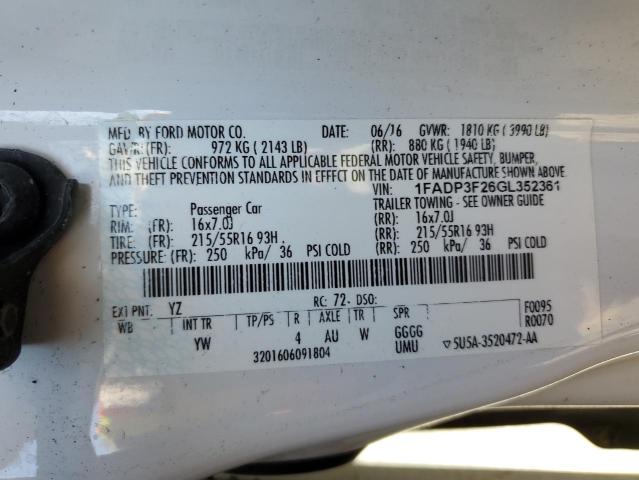 MFD. BY FORD MOTOR CO. DATE: 06/16 GVWR: 1810 KG (3990 LB)
GAWR:(FR): 972 KG (2143 LB) (RR): 880 KG (1940 LB)
THIS VEHICLE CONFORMS TO ALL APPLICABLE FEDERAL MOTOR VEHICLE SAFETY, BUMPER,
AND THEFT PREVENTION STANDARDS IN EFFECT ON THE DATE OF MANUFACTURE SHOWN ABOVE.
VIN: 1FADP3F26GL352361
TYPE: Passenger Car TRAILER TOWING - SEE OWNER GUIDE
RIM: (FR): 16x7.0J (RR): 16x7.0J
TIRE: (FR): 215/55R16 93H (RR): 215/55R16 93H
PRESSURE:(FR): 250 kPa/ 36 PSI COLD (RR): 250 kPa/ 36 PSI COLD
EXT PNT: YZ RC: 72- DSO: F0095
WB INT TR TP/PS R AXLE TR SPR R0070
YW 4 AU W GGGG
3201606091804 UMU ▽5U5A-3520472-AA